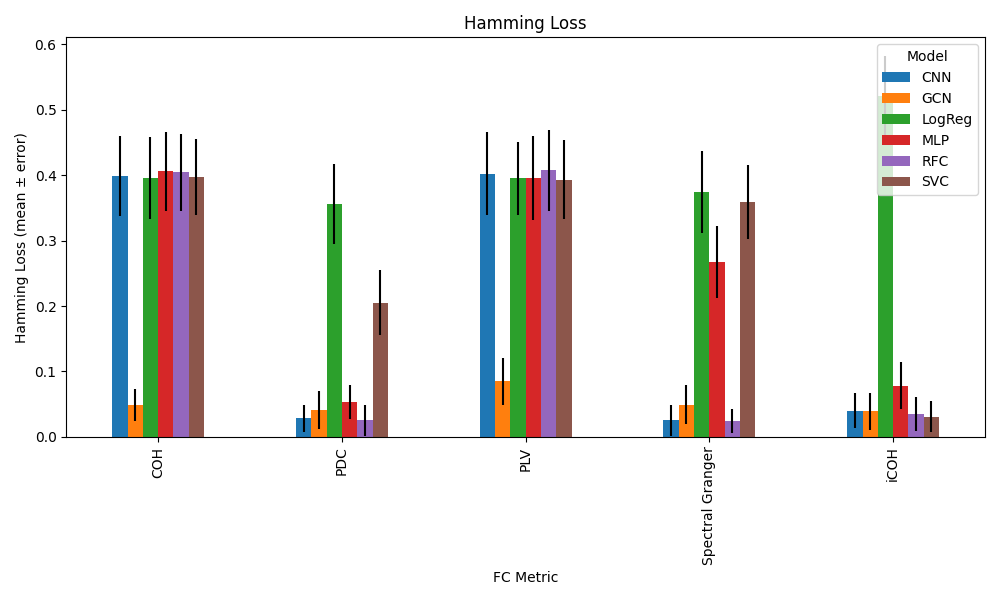 Hamming Loss
Hamming Loss (mean ± error)
0.6
0.5
0.4
0.3
0.2
0.1
0.0
Model
CNN
GCN
LogReg
MLP
RFC
SVC
COH
PDC
PLV
Spectral Granger
iCOH
FC Metric